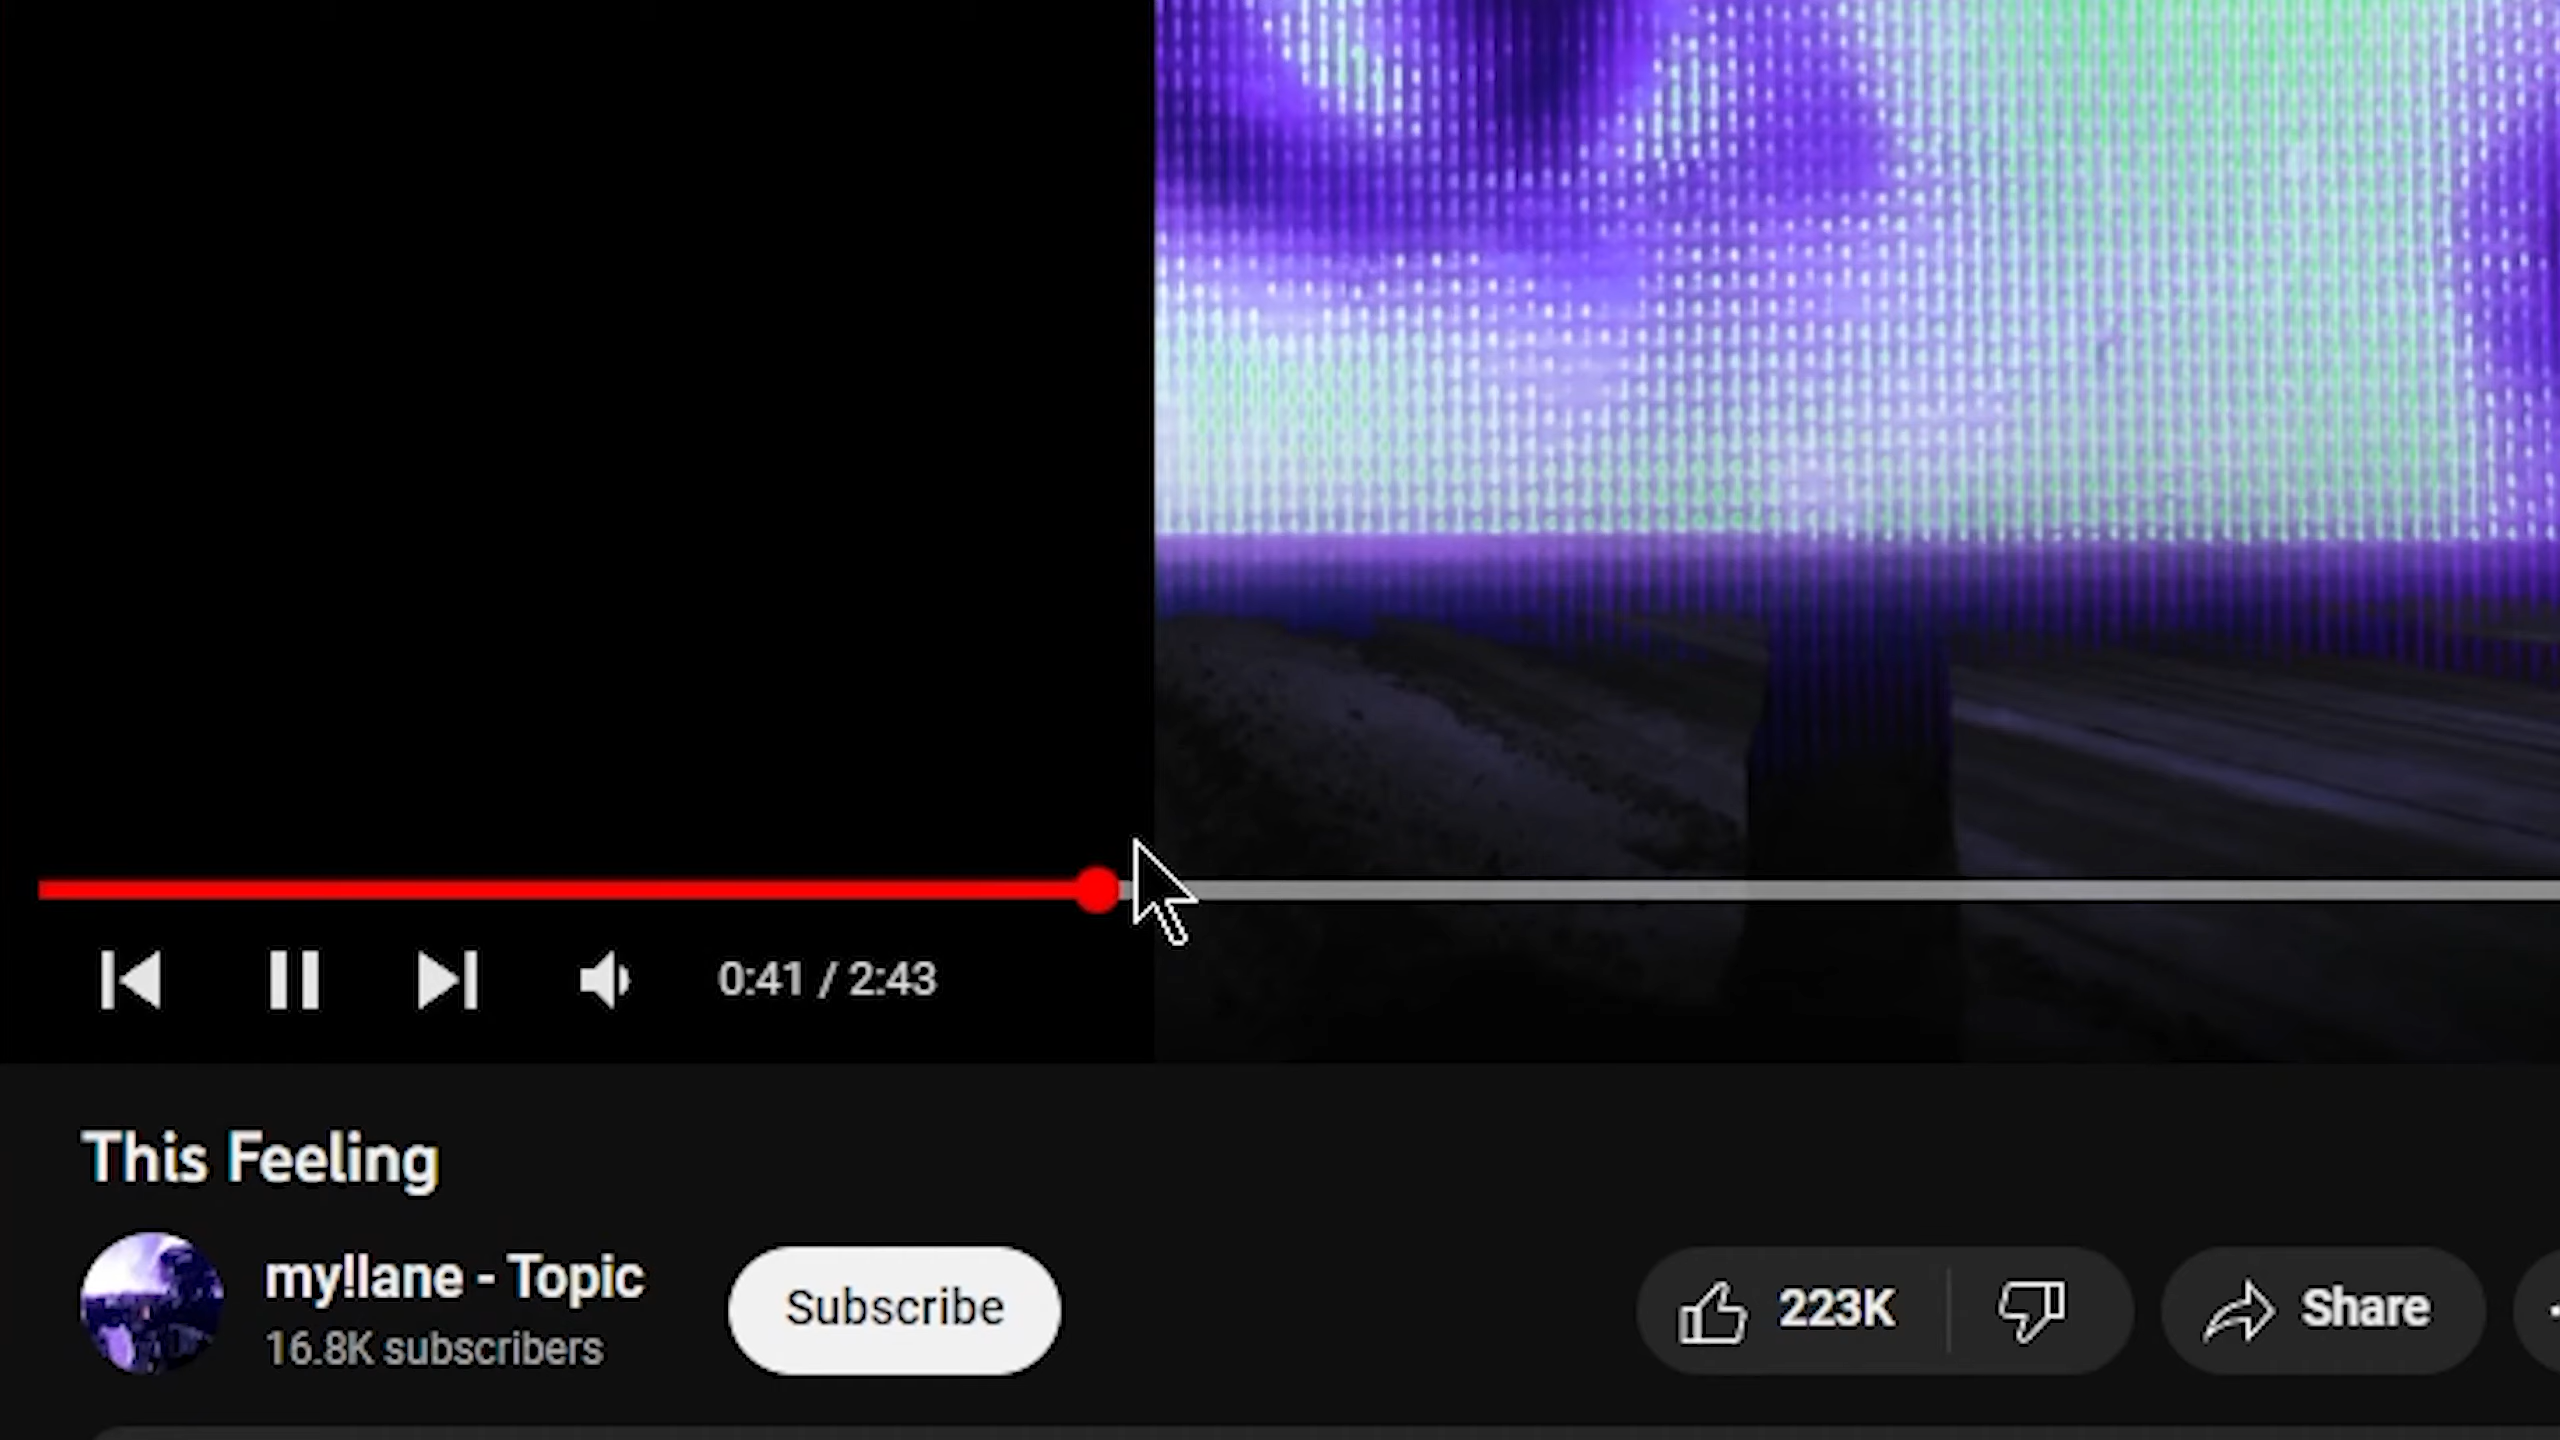 0:41 / 2:43
This Feeling
my!lane - Topic
16.8K subscribers
Subscribe
223K
Share